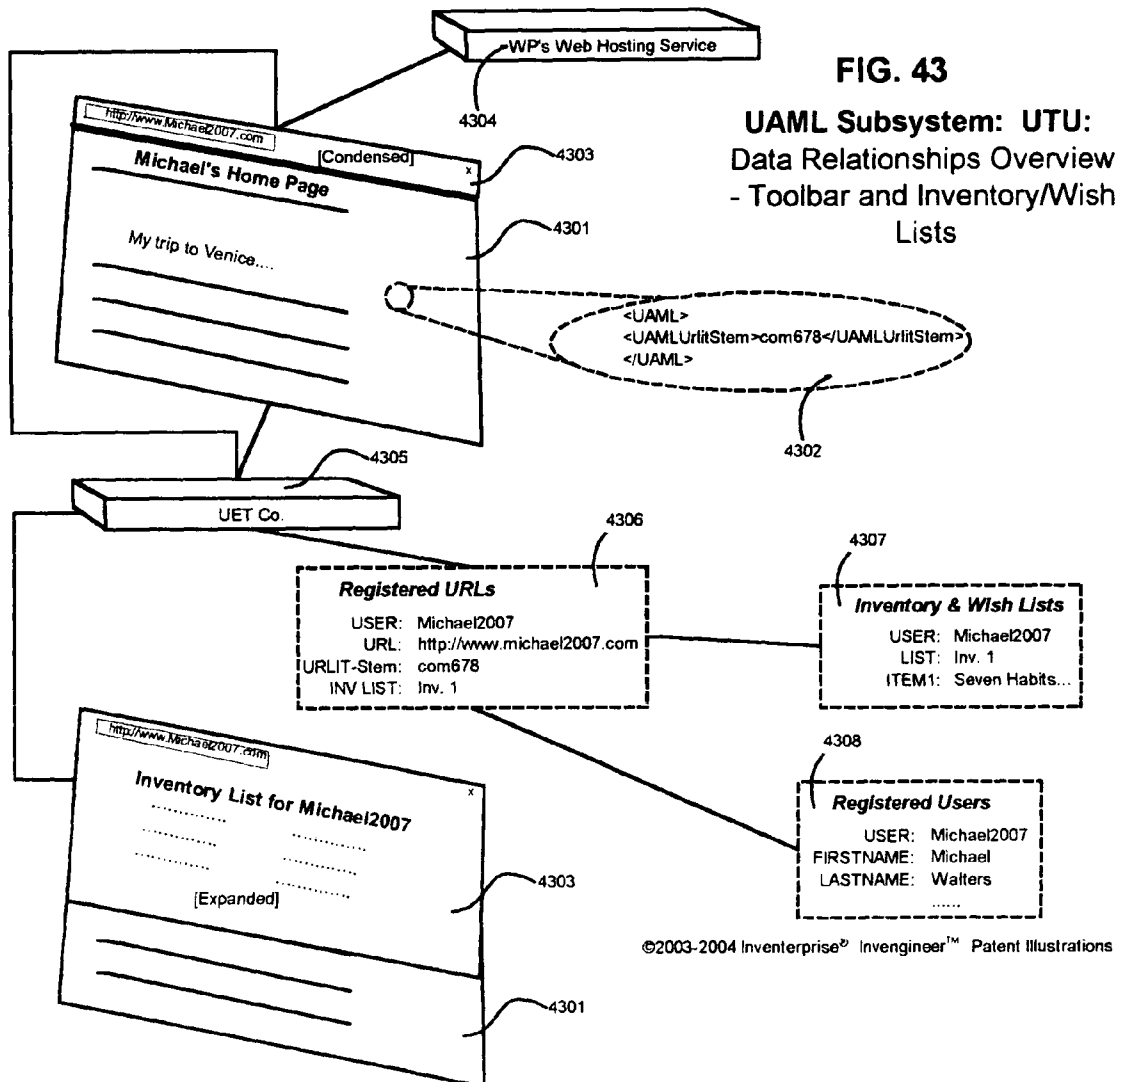 WP's Web Hosting Service
FIG. 43
UAML Subsystem: UTU:
Data Relationships Overview
- Toolbar and Inventory/Wish
Lists
4304
http://www.Michael2007.com
[Condensed]
x
4303
Michael's Home Page
4301
My trip to Venice....
<UAML>
<UAMLUrlitStem>com678</UAMLUrlitStem>
</UAML>
4302
4305
UET Co.
4306
Registered URLs
USER: Michael2007
URL: http://www.michael2007.com
URLIT-Stem: com678
INV LIST: Inv. 1
4307
Inventory & Wish Lists
USER: Michael2007
LIST: Inv. 1
ITEM1: Seven Habits...
http://www.Michael2007.com
x
Inventory List for Michael2007
[Expanded]
4303
4301
4308
Registered Users
USER: Michael2007
FIRSTNAME: Michael
LASTNAME: Walters
......
©2003-2004 Inventerprise® Invengineer™ Patent Illustrations